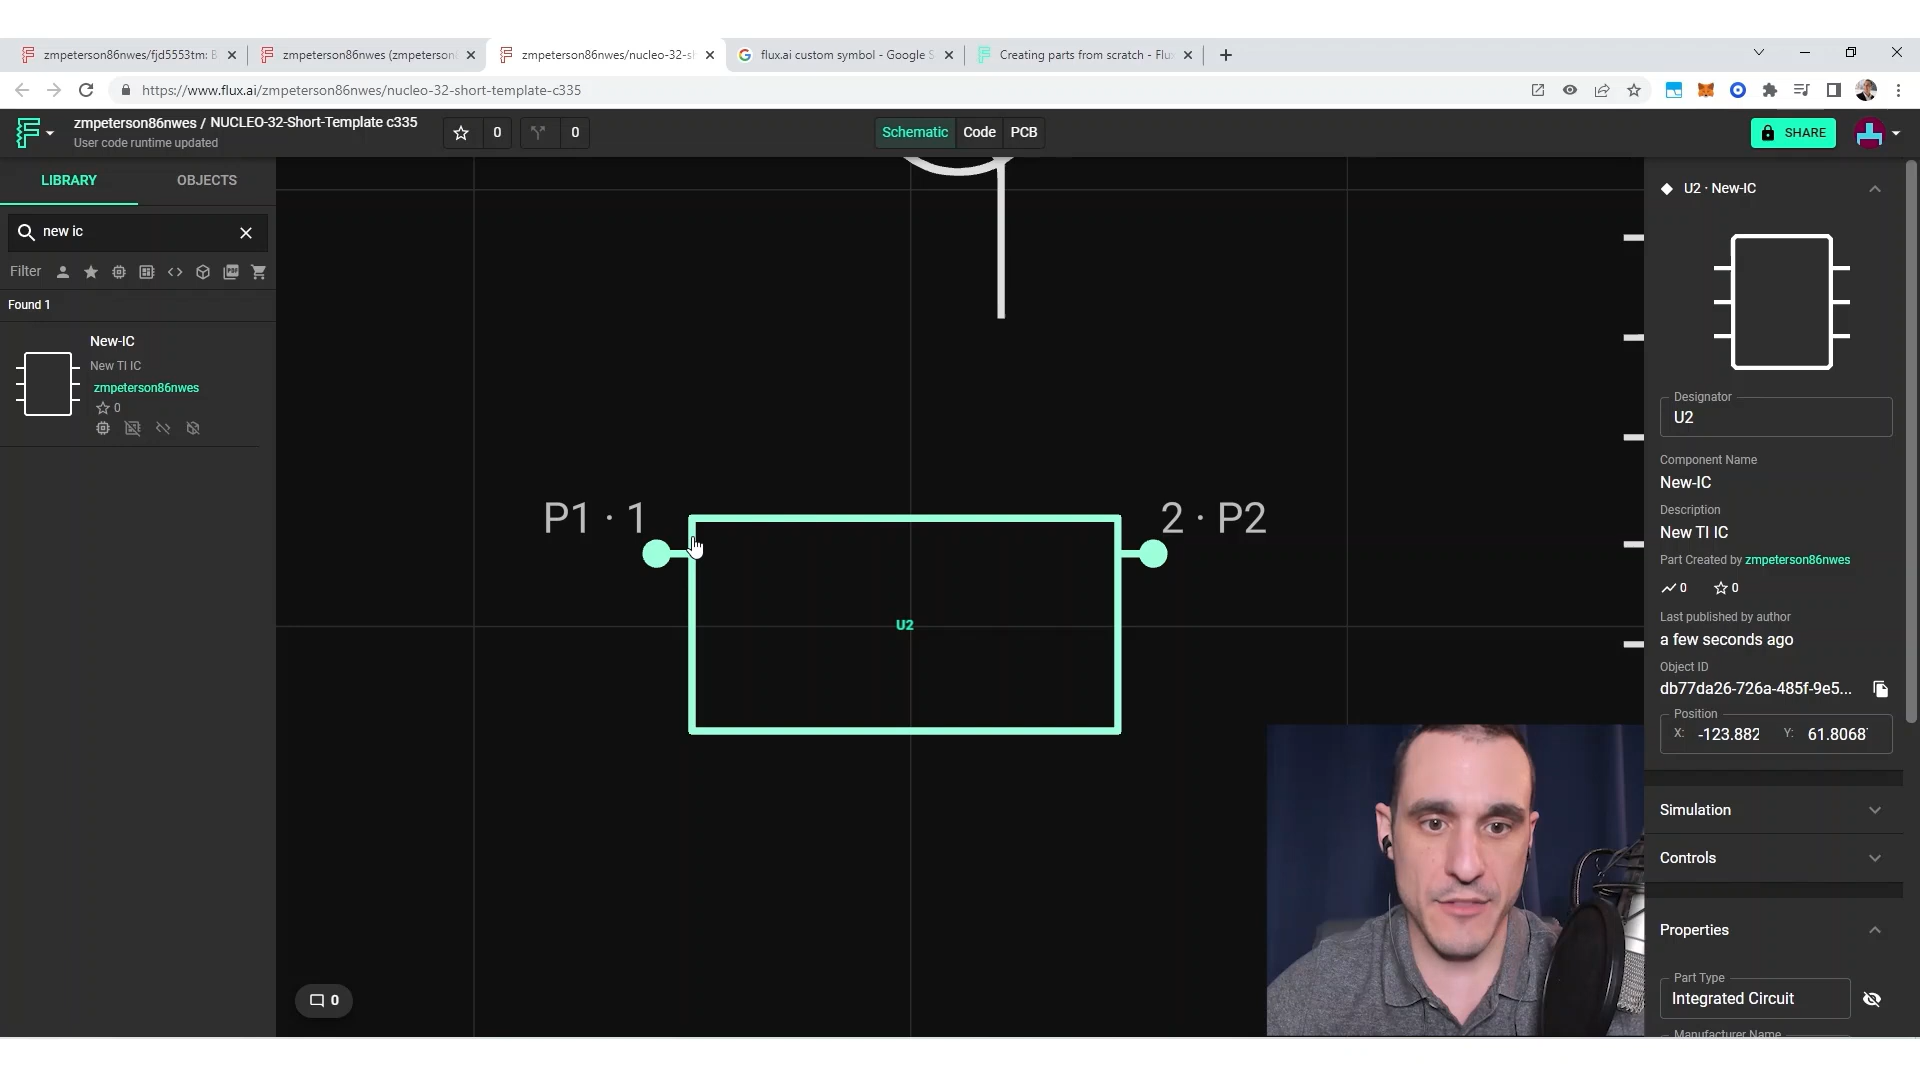 zmpeterson86nwes/fjd5553tm: B
zmpeterson86nwes (zmpeterson8
zmpeterson86nwes/nucleo-32-sh
flux.ai custom symbol - Google S
Creating parts from scratch - Flux
https://www.flux.ai/zmpeterson86nwes/nucleo-32-short-template-c335
zmpeterson86nwes / NUCLEO-32-Short-Template c335
User code runtime updated
0
0
Schematic
Code
PCB
SHARE
LIBRARY
OBJECTS
new ic
Filter
Found 1
New-IC
New TI IC
zmpeterson86nwes
0
P1 · 1
2 · P2
U2
0
U2 · New-IC
Designator
U2
Component Name
New-IC
Description
New TI IC
Part Created by zmpeterson86nwes
0
0
Last published by author
a few seconds ago
Object ID
db77da26-726a-485f-9e5...
Position
X: -123.882 Y: 61.8068
Simulation
Controls
Properties
Part Type
Integrated Circuit
Manufacturer Name